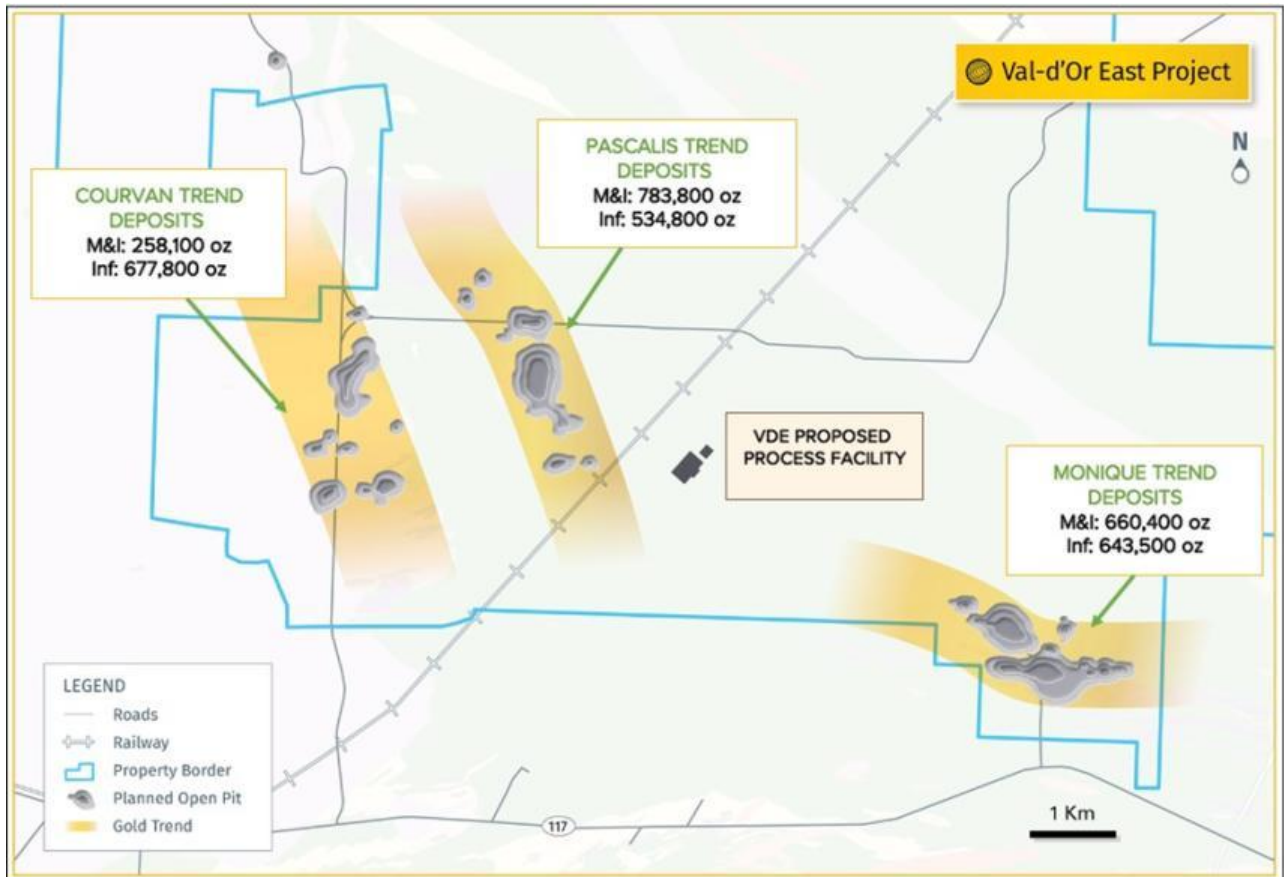 Val-d'Or East Project
N
PASCALIS TREND
DEPOSITS
M&I: 783,800 oz
Inf: 534,800 oz
COURVAN TREND
DEPOSITS
M&I: 258,100 oz
Inf: 677,800 oz
VDE PROPOSED
PROCESS FACILITY
MONIQUE TREND
DEPOSITS
M&I: 660,400 oz
Inf: 643,500 oz
LEGEND
Roads
Railway
Property Border
Planned Open Pit
Gold Trend
117
1 Km